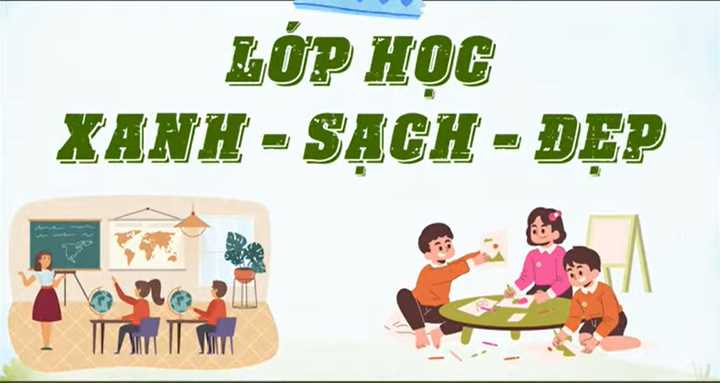 LỚP HỌC
XANH - SẠCH - ĐẸP